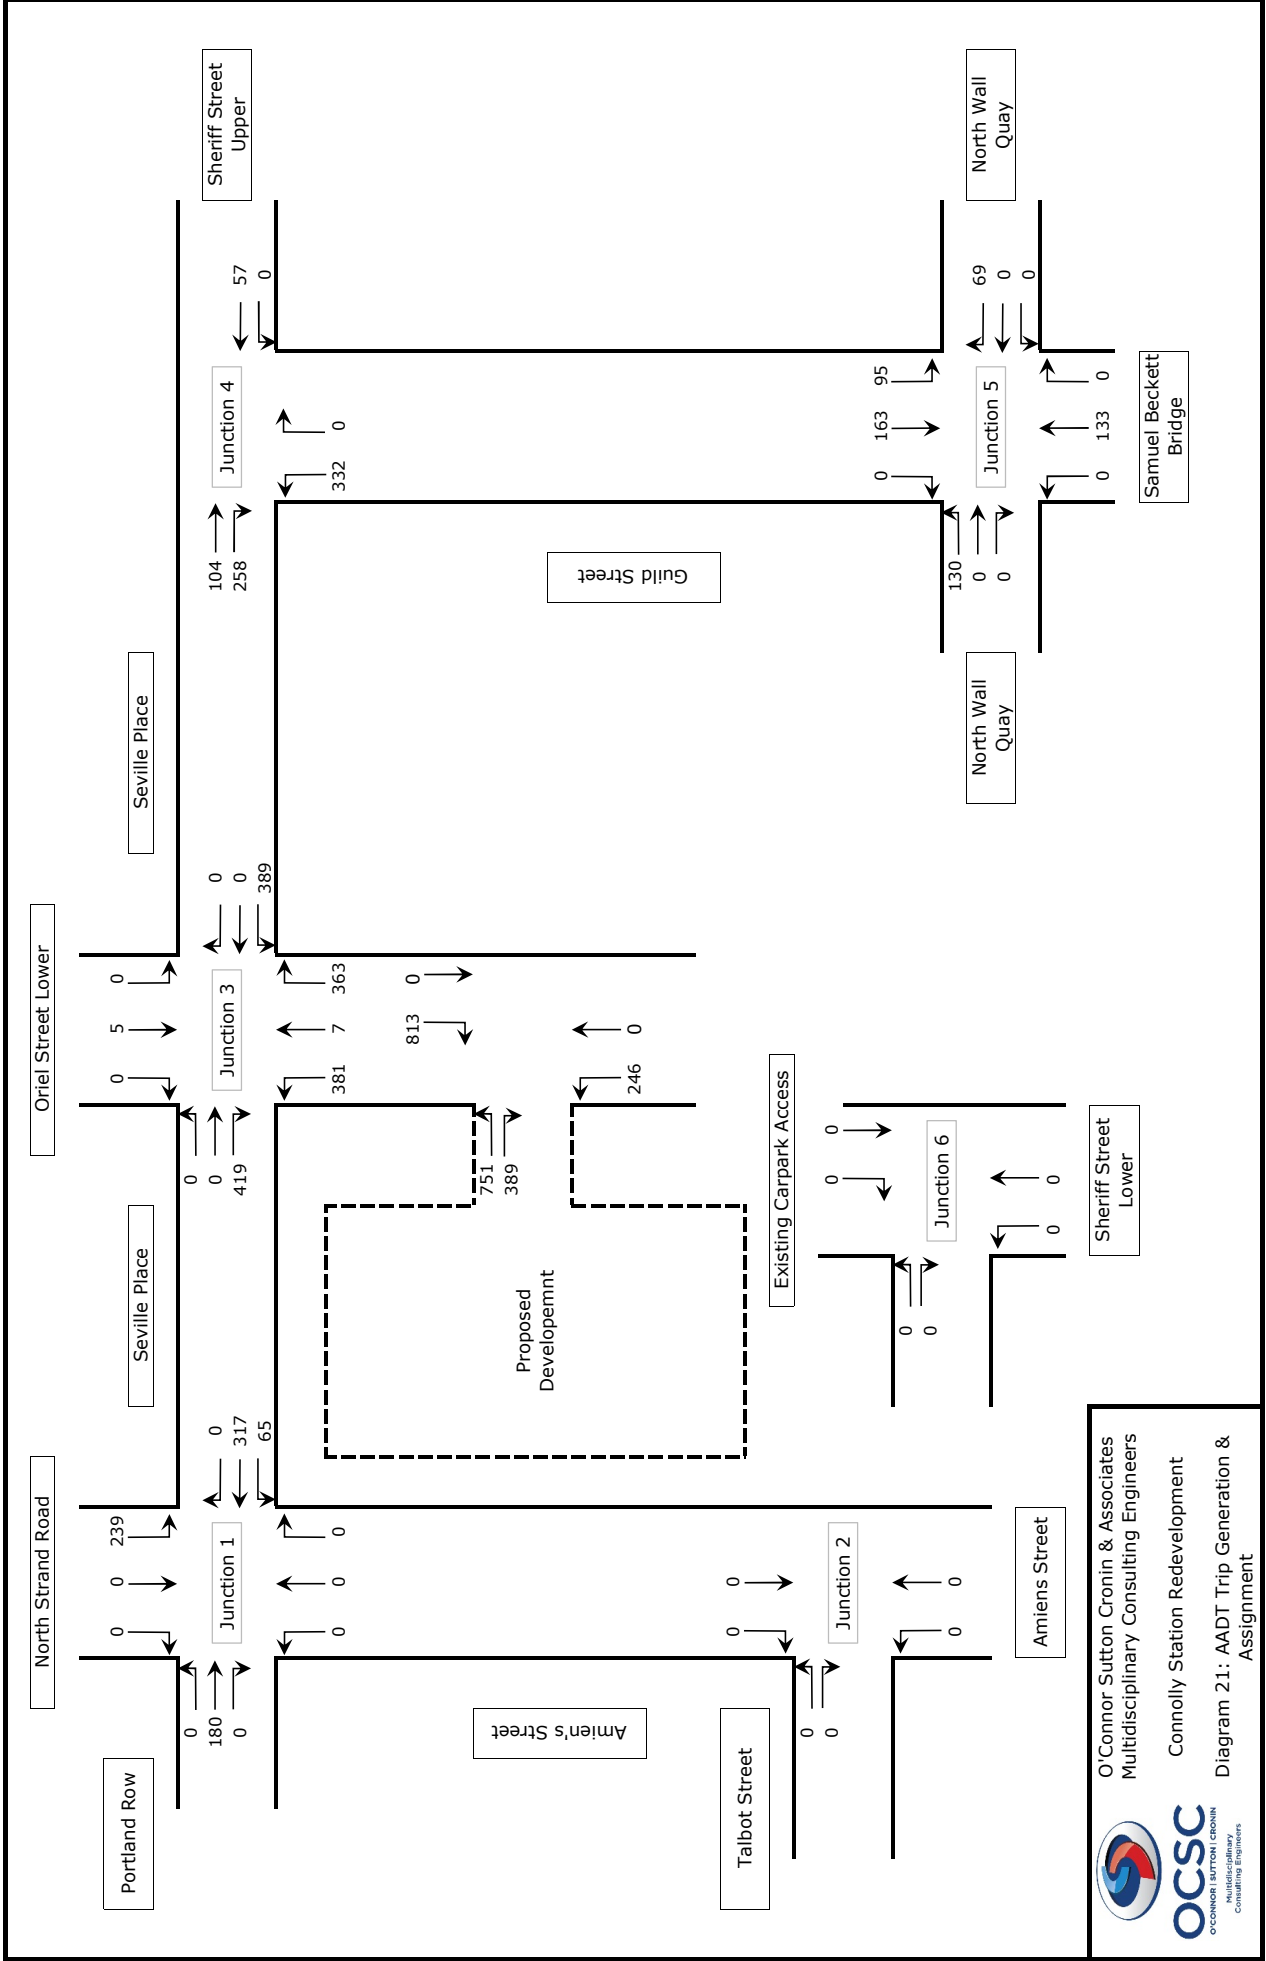 North Strand Road
Oriel Street Lower
Portland Row
0
0
239
Seville Place
0
5
0
Seville Place
Sheriff Street
Upper
0
180
0
Junction 1
0
317
65
0
0
419
Junction 3
0
0
389
104
258
Junction 4
57
0
0
0
0
381
7
363
332
0
813
0
Amien's Street
Proposed
Developemnt
751
389
246
0
Guild Street
Talbot Street
0
0
0
0
Junction 2
0
0
Amiens Street
Existing Carpark Access
0
0
0
0
Junction 6
0
0
Sheriff Street
Lower
0
163
95
North Wall
Quay
130
0
0
Junction 5
69
0
0
North Wall
Quay
0
133
0
Samuel Beckett
Bridge
OCSC
O'CONNOR | SUTTON | CRONIN
Multidisciplinary
Consulting Engineers
O'Connor Sutton Cronin & Associates
Multidisciplinary Consulting Engineers
Connolly Station Redevelopment
Diagram 21: AADT Trip Generation &
Assignment